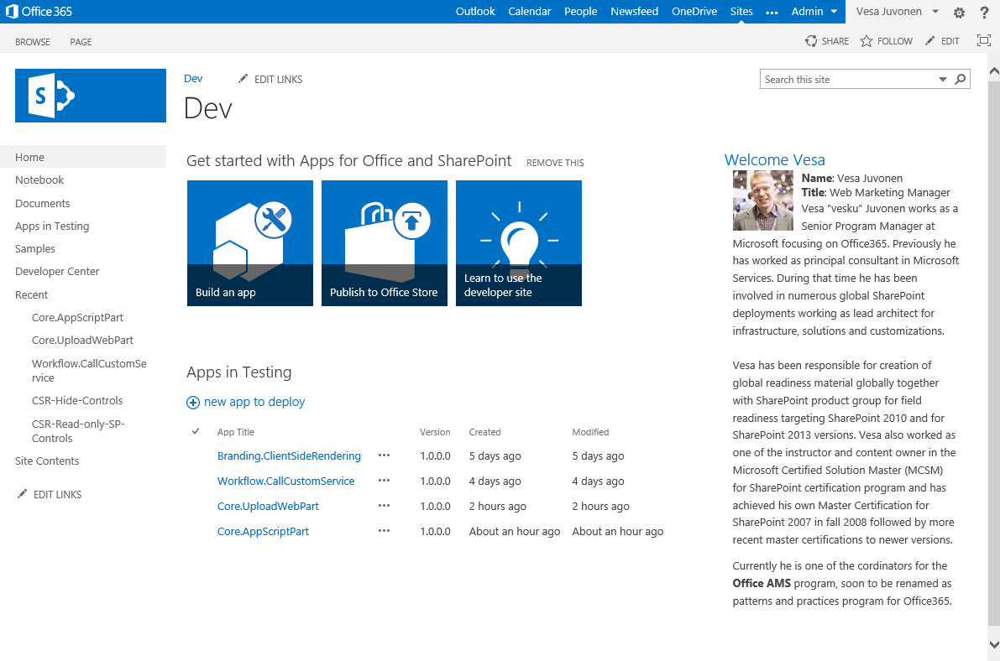 Office 365
Outlook Calendar People Newsfeed OneDrive Sites ••• Admin Vesa Juvonen ?
BROWSE PAGE
SHARE FOLLOW EDIT
S
Dev EDIT LINKS
Search this site
Dev
Home
Notebook
Documents
Apps in Testing
Samples
Developer Center
Recent
Core.AppScriptPart
Core.UploadWebPart
Workflow.CallCustomSe
rvice
CSR-Hide-Controls
CSR-Read-only-SP-
Controls
Site Contents
EDIT LINKS
Get started with Apps for Office and SharePoint REMOVE THIS
Build an app
Publish to Office Store
Learn to use the
developer site
Apps in Testing
new app to deploy
App Title Version Created Modified
Branding.ClientSideRendering ••• 1.0.0.0 5 days ago 5 days ago
Workflow.CallCustomService ••• 1.0.0.0 4 days ago 4 days ago
Core.UploadWebPart ••• 1.0.0.0 2 hours ago 2 hours ago
Core.AppScriptPart ••• 1.0.0.0 About an hour ago About an hour ago
Welcome Vesa
Name: Vesa Juvonen
Title: Web Marketing Manager
Vesa "vesku" Juvonen works as a
Senior Program Manager at
Microsoft focusing on Office365. Previously he
has worked as principal consultant in Microsoft
Services. During that time he has been
involved in numerous global SharePoint
deployments working as lead architect for
infrastructure, solutions and customizations.
Vesa has been responsible for creation of
global readiness material globally together
with SharePoint product group for field
readiness targeting SharePoint 2010 and for
SharePoint 2013 versions. Vesa also worked as
one of the instructor and content owner in the
Microsoft Certified Solution Master (MCSM)
for SharePoint certification program and has
achieved his own Master Certification for
SharePoint 2007 in fall 2008 followed by more
recent master certifications to newer versions.
Currently he is one of the cordinators for the
Office AMS program, soon to be renamed as
patterns and practices program for Office365.